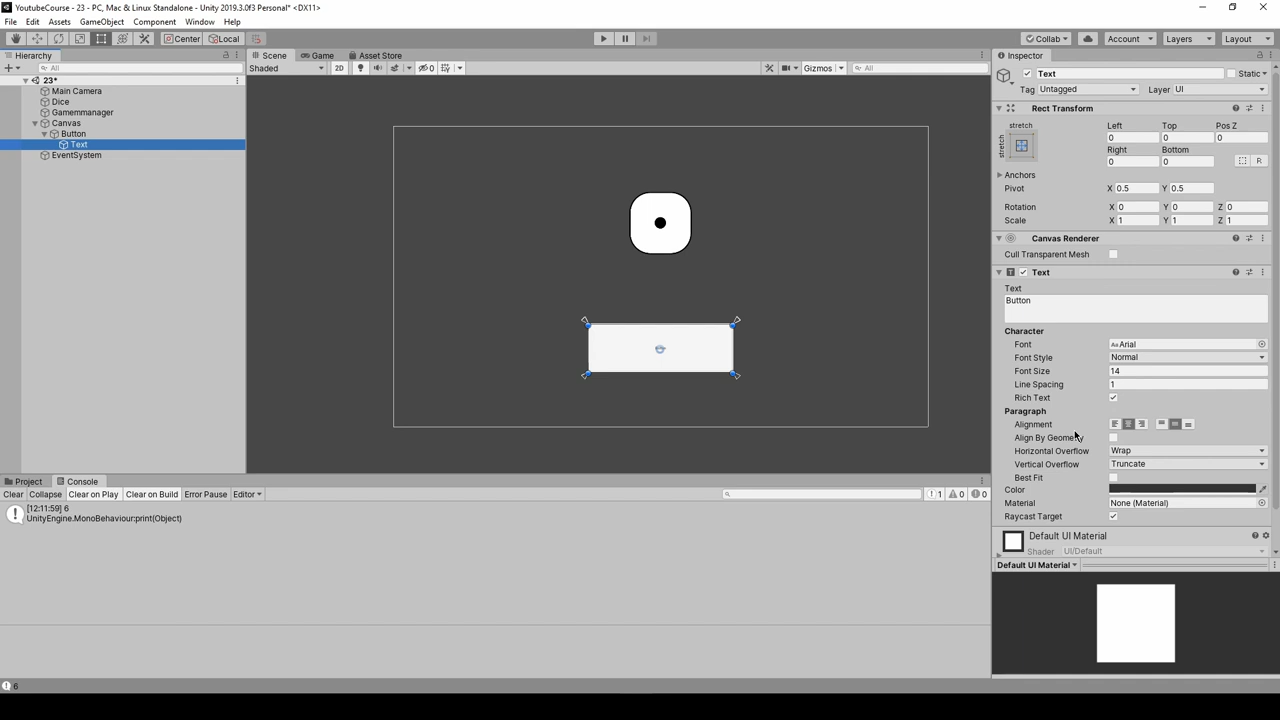 YoutubeCourse - 23 - PC, Mac & Linux Standalone - Unity 2019.3.0f3 Personal* <DX11>
File Edit Assets GameObject Component Window Help
Center Local Collab Account Layers Layout
Hierarchy Scene Game Asset Store Inspector
All Shaded 2D 0 Gizmos All
23*
Main Camera
Dice
Gamemmanager
Canvas
Button
Text
EventSystem
Text Static
Tag Untagged Layer UI
Rect Transform
stretch Left Top Pos Z
stretch 0 0 0
Right Bottom
0 0 R
Anchors
Pivot X 0.5 Y 0.5
Rotation X 0 Y 0 Z 0
Scale X 1 Y 1 Z 1
Canvas Renderer
Cull Transparent Mesh
Text
Text
Button
Character
Font Arial
Font Style Normal
Font Size 14
Line Spacing 1
Rich Text
Paragraph
Alignment
Align By Geometry
Horizontal Overflow Wrap
Vertical Overflow Truncate
Best Fit
Color
Material None (Material)
Raycast Target
Default UI Material
Shader UI/Default
Default UI Material
Project Console
Clear Collapse Clear on Play Clear on Build Error Pause Editor 1 0 0
[12:11:59] 6
UnityEngine.MonoBehaviour:print(Object)
6